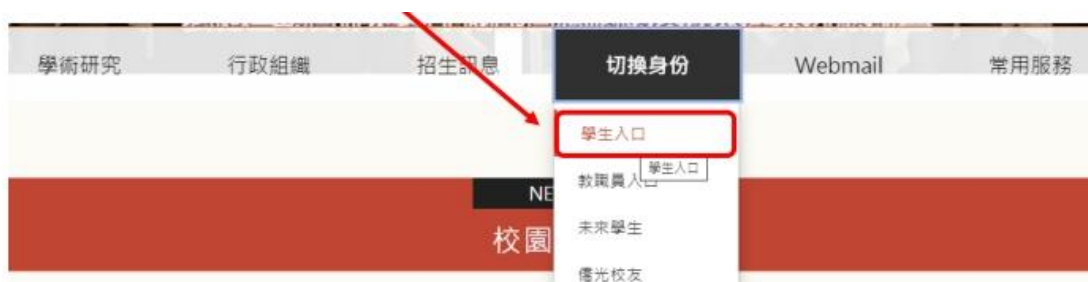 學術研究
行政組織
招生訊息
切換身份
Webmail
常用服務
學生入口
學生入口
教職員入口
NE
校園
未來學生
僑光校友